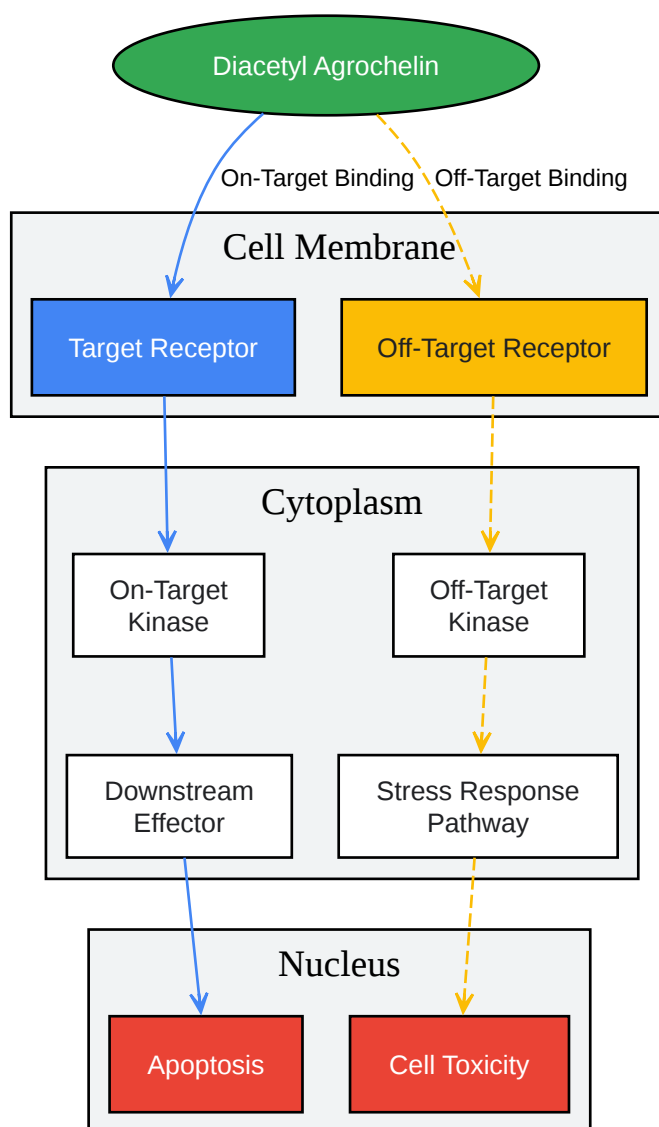 Diacetyl Agrochelin
On-Target Binding
Off-Target Binding
Cell Membrane
Target Receptor
Off-Target Receptor
Cytoplasm
On-Target
Kinase
Off-Target
Kinase
Downstream
Effector
Stress Response
Pathway
Nucleus
Apoptosis
Cell Toxicity